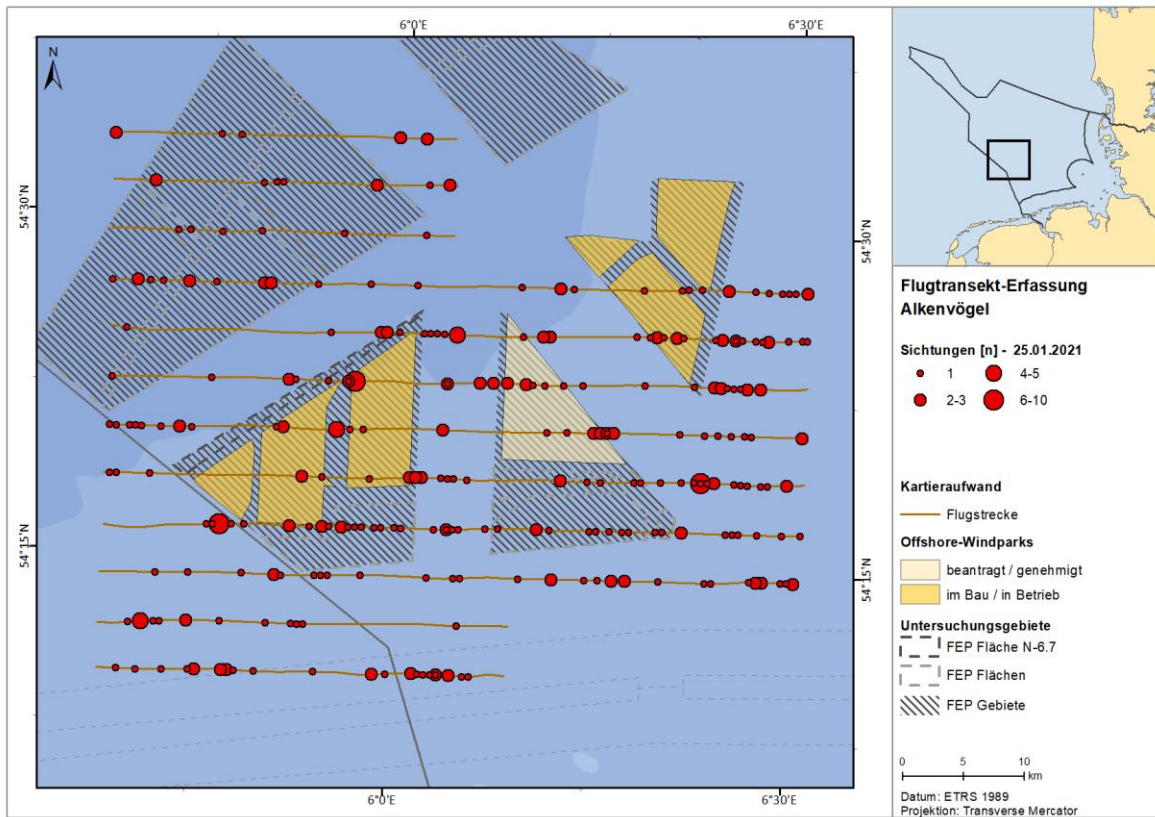 6°0'E
6°30'E
N
54°30'N
54°30'N
54°15'N
54°15'N
6°0'E
6°30'E
Flugtransekt-Erfassung
Alkenvögel
Sichtungen [n] - 25.01.2021
1
4-5
2-3
6-10
Kartieraufwand
Flugstrecke
Offshore-Windparks
beantragt / genehmigt
im Bau / in Betrieb
Untersuchungsgebiete
FEP Fläche N-6.7
FEP Flächen
FEP Gebiete
0 5 10
km
Datum: ETRS 1989
Projektion: Transverse Mercator